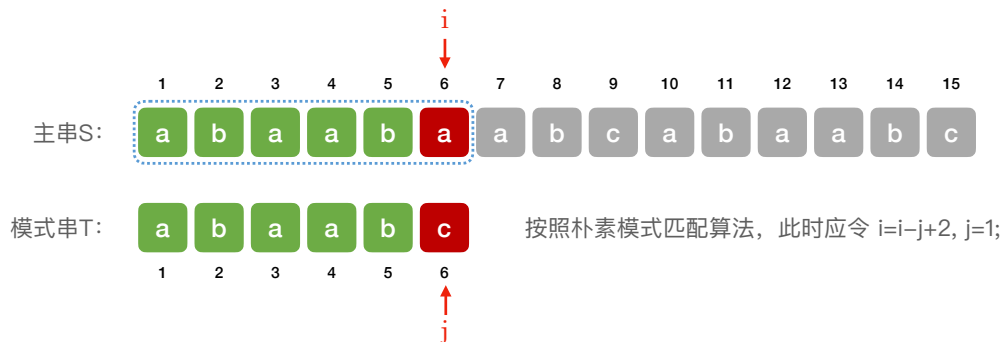 i
1 2 3 4 5 6 7 8 9 10 11 12 13 14 15
主串S： a b a a b a a b c a b a a b c
模式串T： a b a a b c 按照朴素模式匹配算法，此时应令 i=i−j+2, j=1;
1 2 3 4 5 6
j